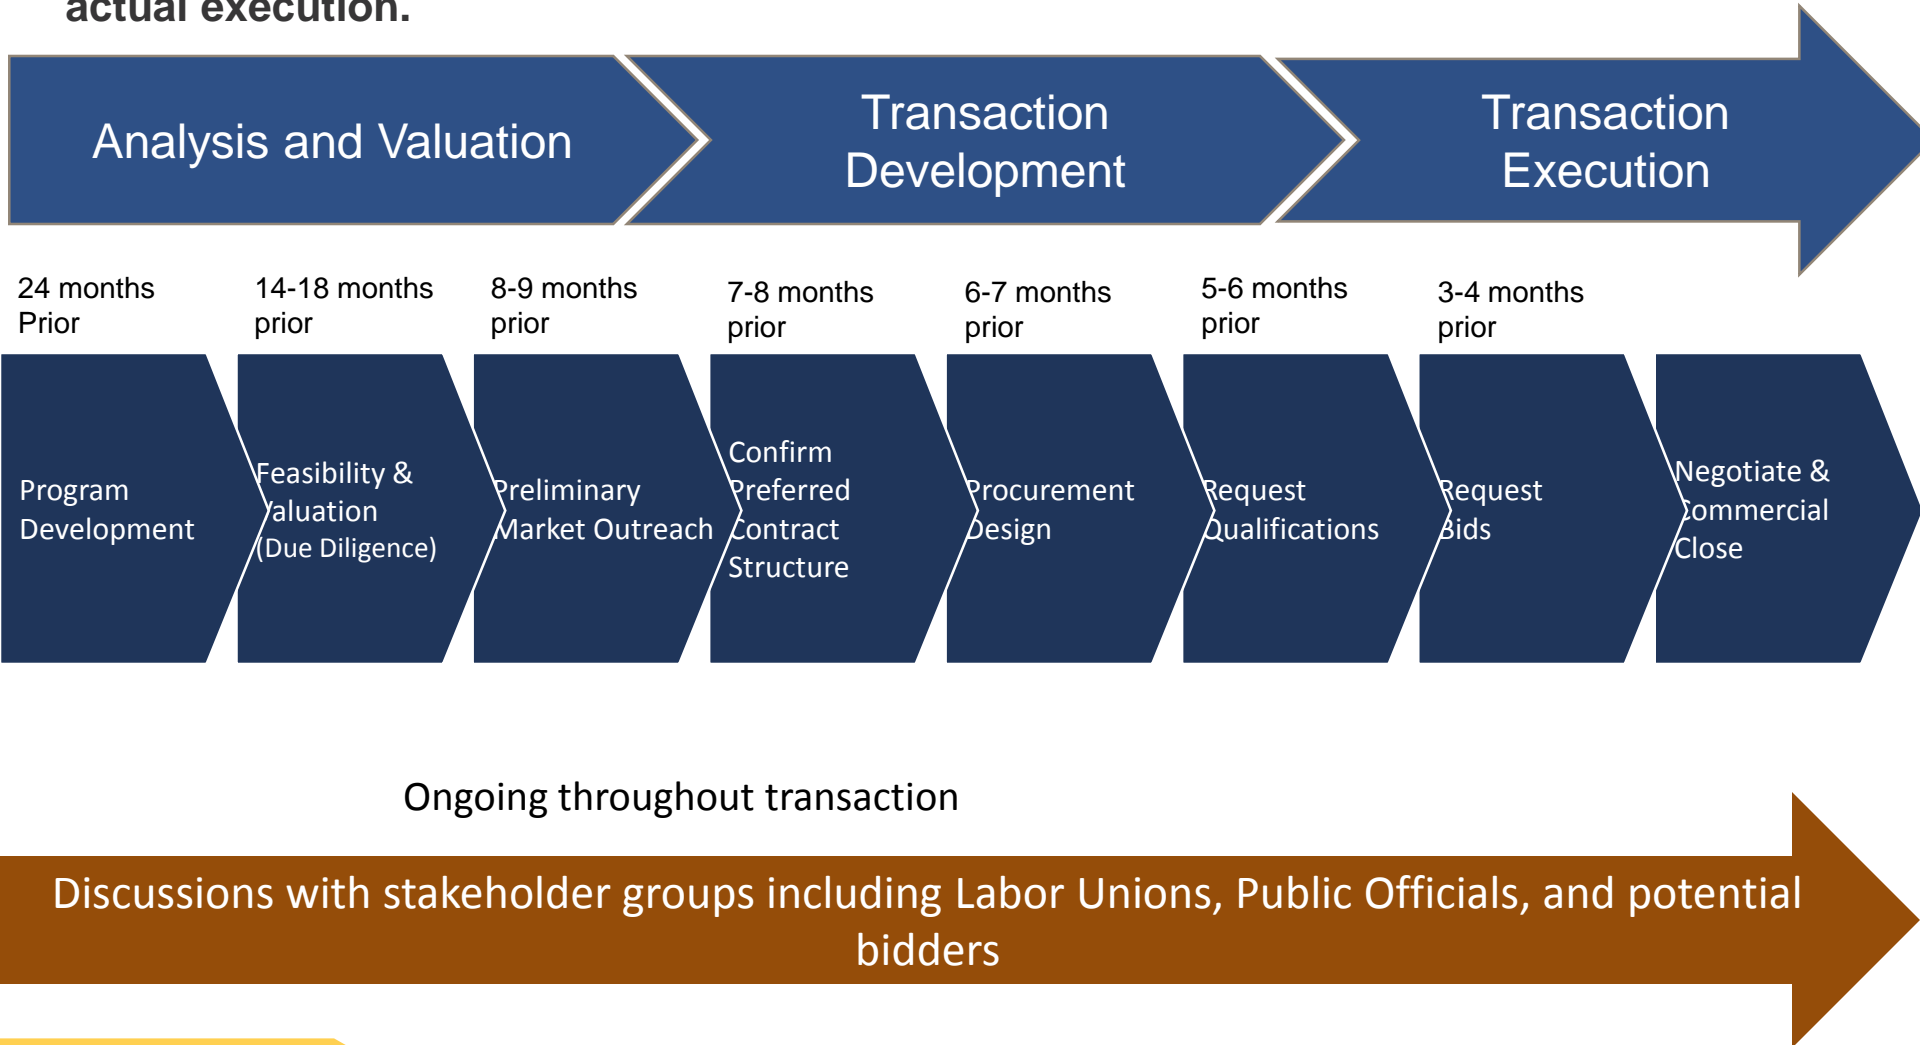 actual execution.
Analysis and Valuation
Transaction
Development
Transaction
Execution
24 months
Prior
14-18 months
prior
8-9 months
prior
7-8 months
prior
6-7 months
prior
5-6 months
prior
3-4 months
prior
Program
Development
Feasibility &
Valuation
(Due Diligence)
Preliminary
Market Outreach
Confirm
Preferred
Contract
Structure
Procurement
Design
Request
Qualifications
Request
Bids
Negotiate &
Commercial
Close
Ongoing throughout transaction
Discussions with stakeholder groups including Labor Unions, Public Officials, and potential
bidders